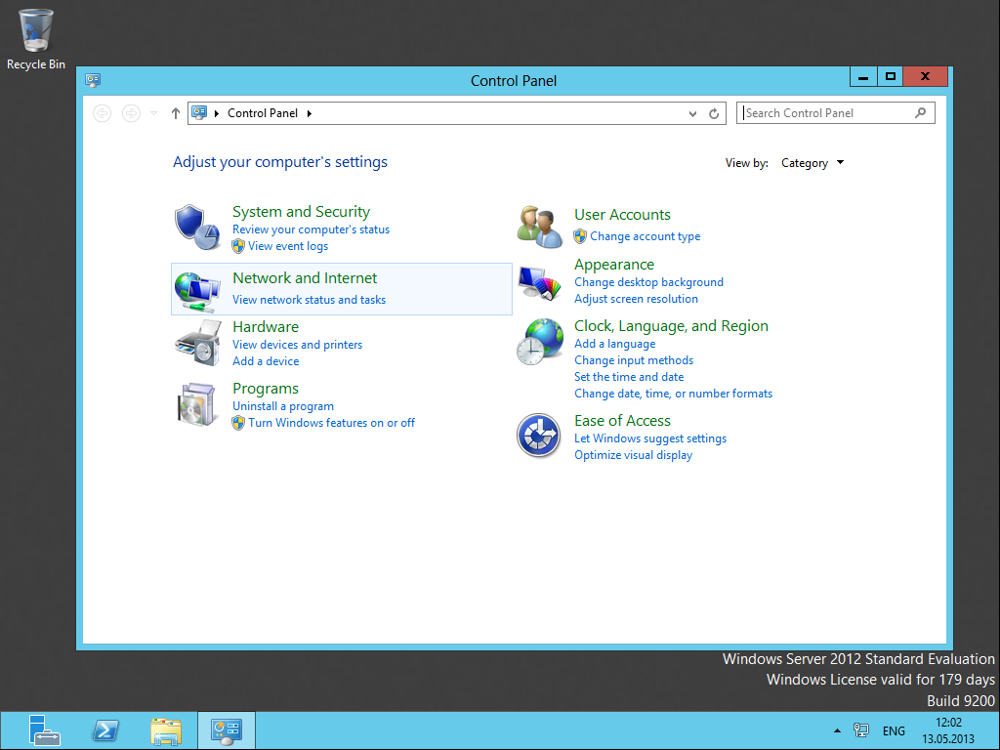 Recycle Bin
Control Panel
Control Panel
Search Control Panel
Adjust your computer's settings
View by: Category
System and Security
Review your computer's status
View event logs
Network and Internet
View network status and tasks
Hardware
View devices and printers
Add a device
Programs
Uninstall a program
Turn Windows features on or off
User Accounts
Change account type
Appearance
Change desktop background
Adjust screen resolution
Clock, Language, and Region
Add a language
Change input methods
Set the time and date
Change date, time, or number formats
Ease of Access
Let Windows suggest settings
Optimize visual display
Windows Server 2012 Standard Evaluation
Windows License valid for 179 days
Build 9200
ENG
12:02
13.05.2013